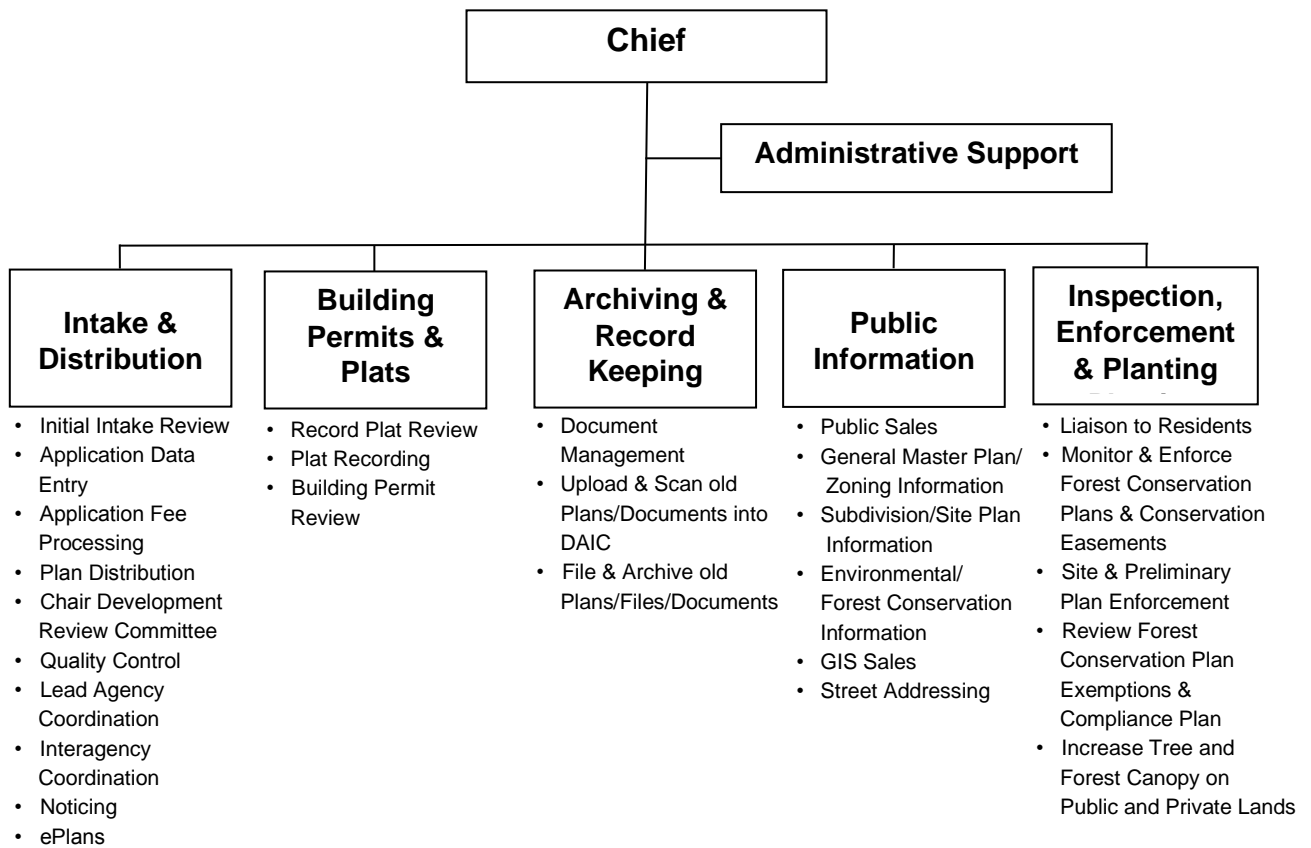 Chief
Administrative Support
Intake &
Distribution
• Initial Intake Review
• Application Data
Entry
• Application Fee
Processing
• Plan Distribution
• Chair Development
Review Committee
• Quality Control
• Lead Agency
Coordination
• Interagency
Coordination
• Noticing
• ePlans
Building
Permits &
Plats
• Record Plat Review
• Plat Recording
• Building Permit
Review
Archiving &
Record
Keeping
• Document
Management
• Upload & Scan old
Plans/Documents into
DAIC
• File & Archive old
Plans/Files/Documents
Public
Information
• Public Sales
• General Master Plan/
Zoning Information
• Subdivision/Site Plan
Information
• Environmental/
Forest Conservation
Information
• GIS Sales
• Street Addressing
Inspection,
Enforcement
& Planting
• Liaison to Residents
• Monitor & Enforce
Forest Conservation
Plans & Conservation
Easements
• Site & Preliminary
Plan Enforcement
• Review Forest
Conservation Plan
Exemptions &
Compliance Plan
• Increase Tree and
Forest Canopy on
Public and Private Lands